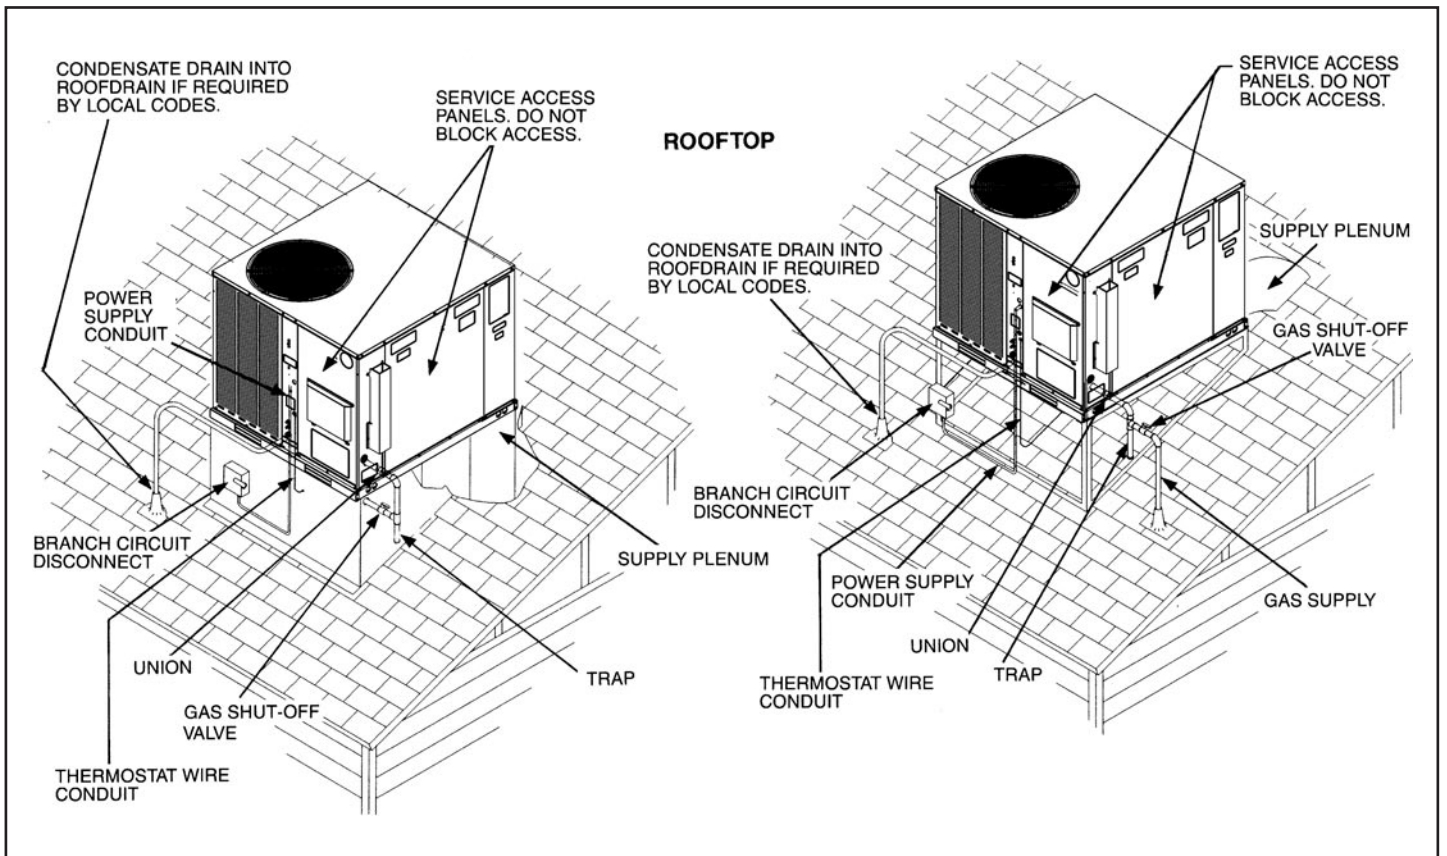 CONDENSATE DRAIN INTO
ROOFDRAIN IF REQUIRED
BY LOCAL CODES.
SERVICE ACCESS
PANELS. DO NOT
BLOCK ACCESS.
POWER
SUPPLY
CONDUIT
BRANCH CIRCUIT
DISCONNECT
SUPPLY PLENUM
UNION
TRAP
GAS SHUT-OFF
VALVE
THERMOSTAT WIRE
CONDUIT
ROOFTOP
SERVICE ACCESS
PANELS. DO NOT
BLOCK ACCESS.
SUPPLY PLENUM
CONDENSATE DRAIN INTO
ROOFDRAIN IF REQUIRED
BY LOCAL CODES.
GAS SHUT-OFF
VALVE
BRANCH CIRCUIT
DISCONNECT
POWER SUPPLY
CONDUIT
GAS SUPPLY
UNION
TRAP
THERMOSTAT WIRE
CONDUIT